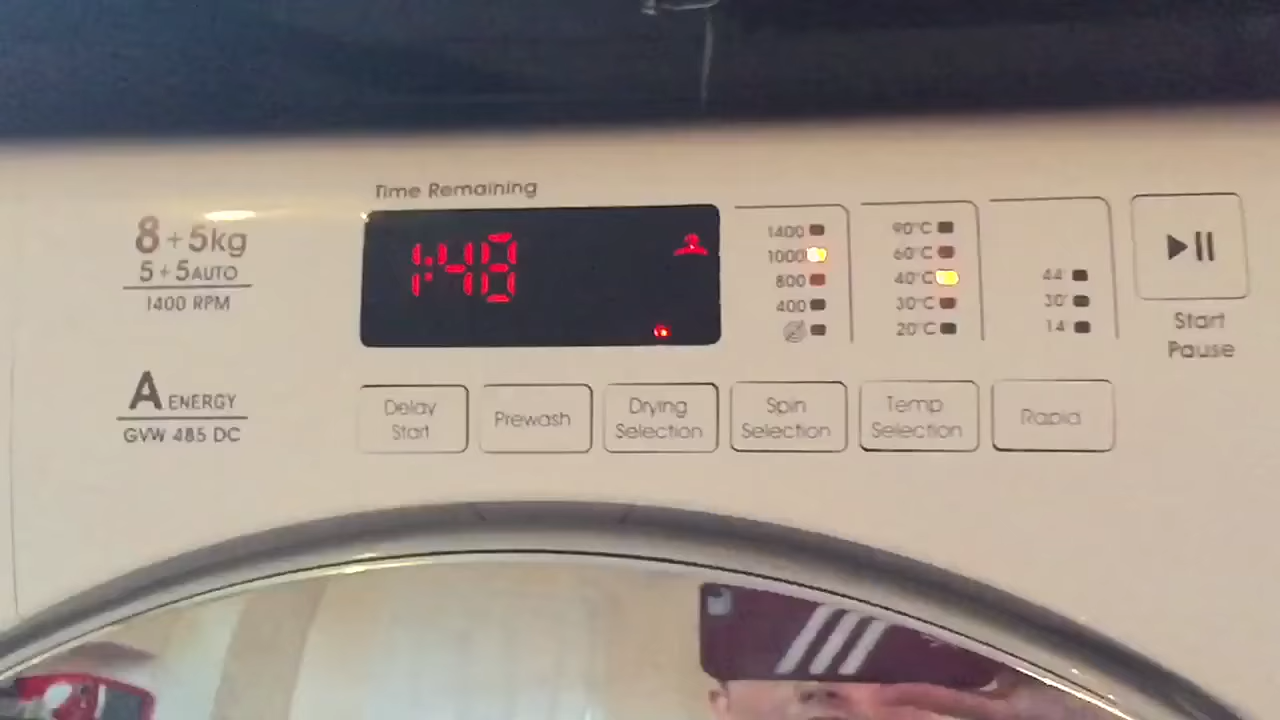 Time Remaining
8+5kg
5+5AUTO
1400 RPM
1:48
1400
1000
800
400
90°C
60°C
40°C
30°C
20°C
44'
30'
14'
Start
Pause
A ENERGY
GVW 485 DC
Delay
Start
Prewash
Drying
Selection
Spin
Selection
Temp
Selection
Rapid